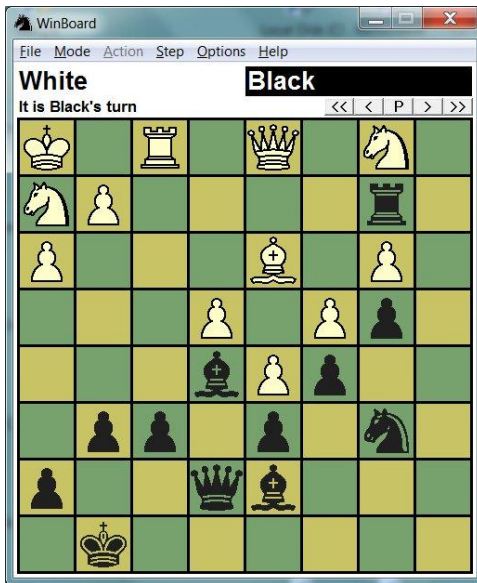 WinBoard
File Mode Action Step Options Help
White Black
It is Black's turn << < P > >>